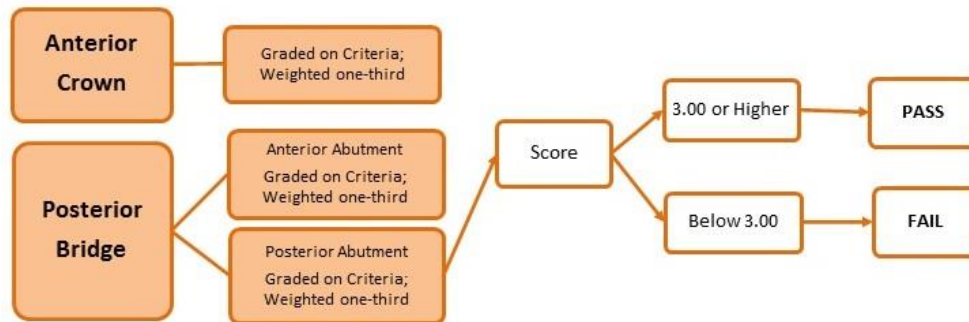 Anterior
Crown
Graded on Criteria;
Weighted one-third
Posterior
Bridge
Anterior Abutment
Graded on Criteria;
Weighted one-third
Posterior Abutment
Graded on Criteria;
Weighted one-third
Score
3.00 or Higher
PASS
Below 3.00
FAIL